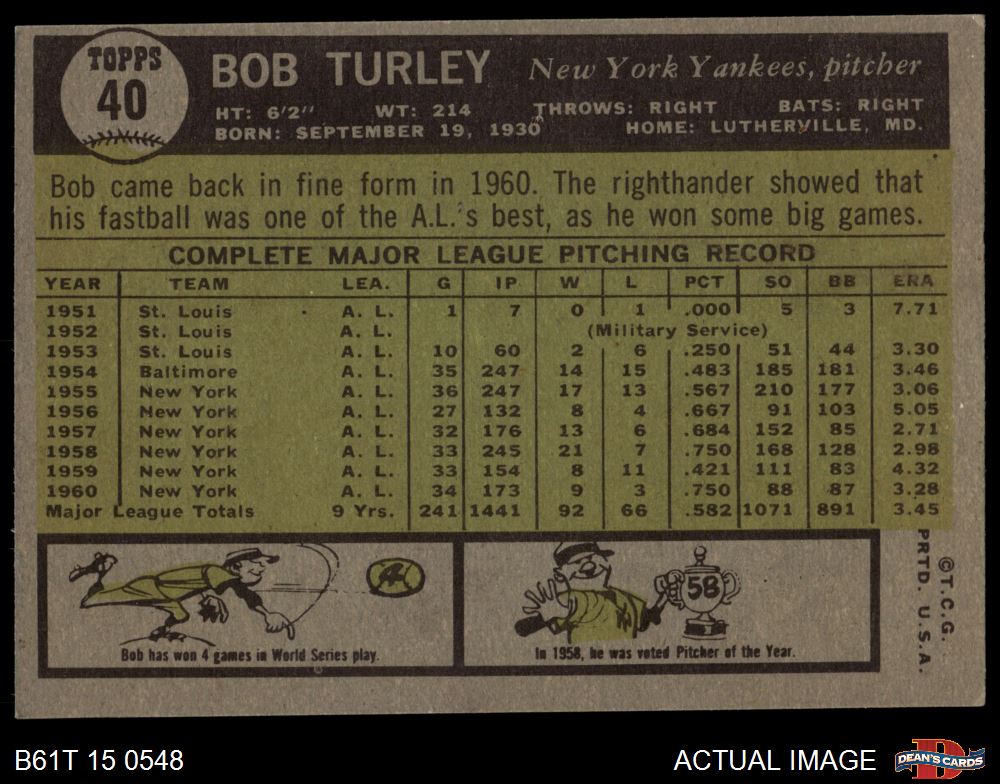 TOPPS
40
BOB TURLEY New York Yankees, pitcher
HT: 6'2" WT: 214 THROWS: RIGHT BATS: RIGHT
BORN: SEPTEMBER 19, 1930 HOME: LUTHERVILLE, MD.
Bob came back in fine form in 1960. The righthander showed that
his fastball was one of the A.L.'s best, as he won some big games.
COMPLETE MAJOR LEAGUE PITCHING RECORD
YEAR TEAM LEA. G IP W L PCT SO BB ERA
1951 St. Louis A. L. 1 7 0 1 .000 5 3 7.71
1952 St. Louis A. L. (Military Service)
1953 St. Louis A. L. 10 60 2 6 .250 51 44 3.30
1954 Baltimore A. L. 35 247 14 15 .483 185 181 3.46
1955 New York A. L. 36 247 17 13 .567 210 177 3.06
1956 New York A. L. 27 132 8 4 .667 91 103 5.05
1957 New York A. L. 32 176 13 6 .684 152 85 2.71
1958 New York A. L. 33 245 21 7 .750 168 128 2.98
1959 New York A. L. 33 154 8 11 .421 111 83 4.32
1960 New York A. L. 34 173 9 3 .750 88 87 3.28
Major League Totals 9 Yrs. 241 1441 92 66 .582 1071 891 3.45
Bob has won 4 games in World Series play.
58
In 1958, he was voted Pitcher of the Year.
©T.C.G.
PRTD. U.S.A.
B61T 15 0548
ACTUAL IMAGE
DEAN'S CARDS